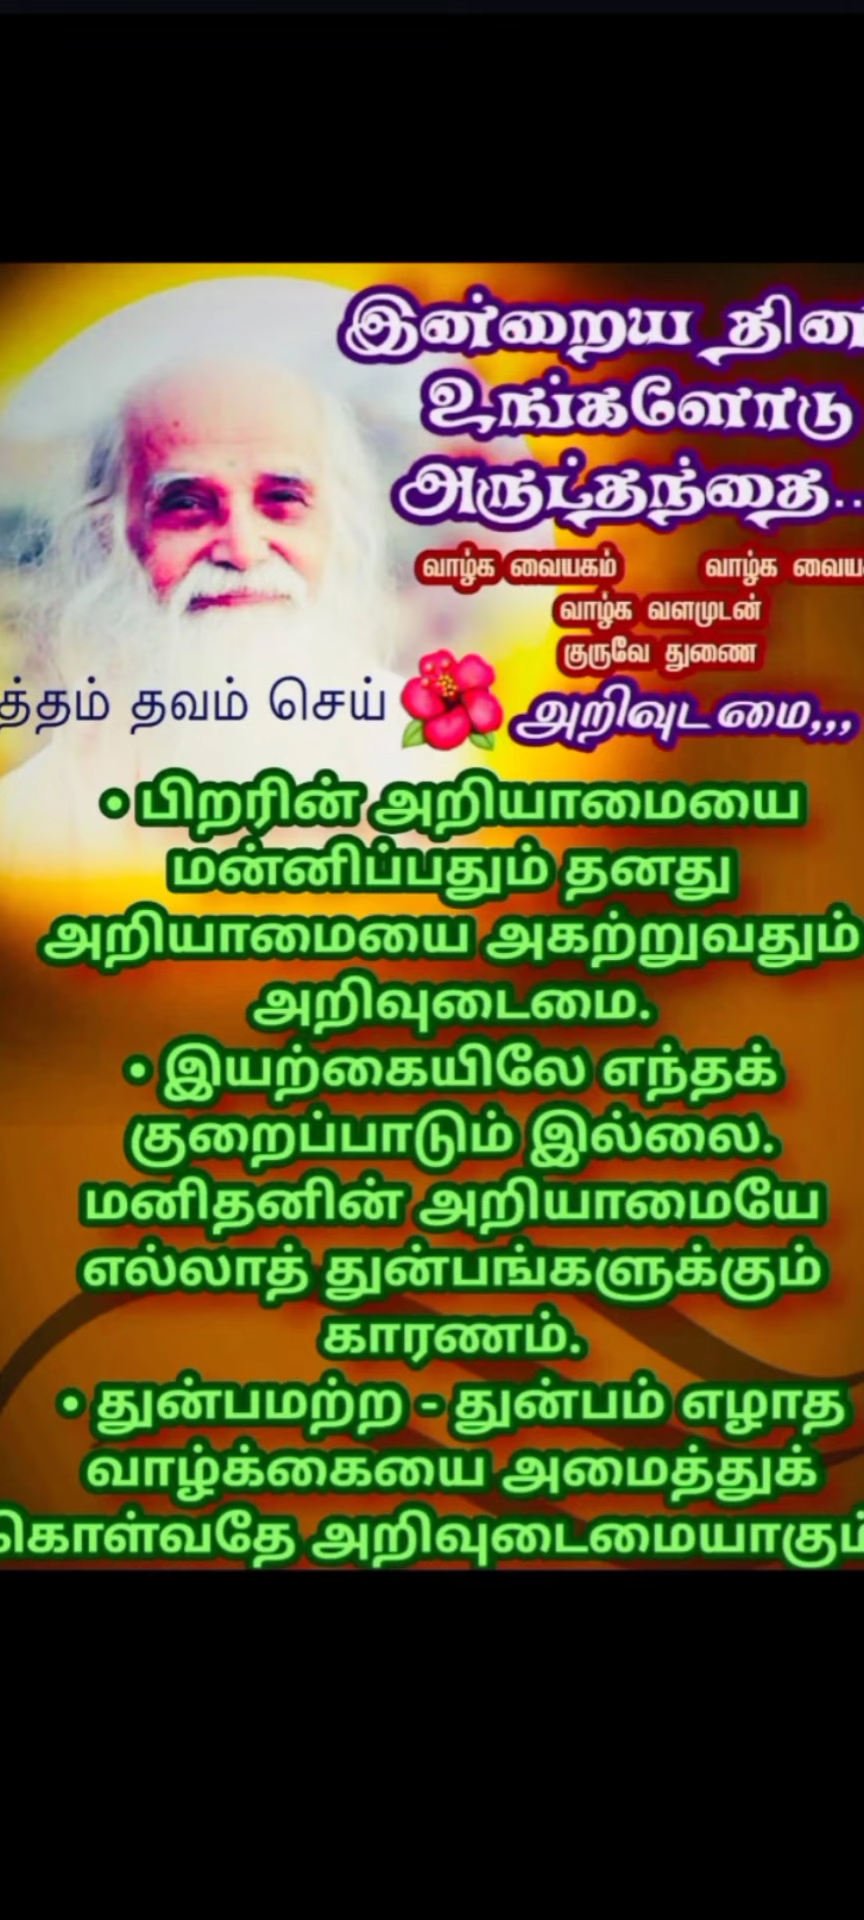 இன்றைய தின
உங்களோடு
அருட்தந்தை..
வாழ்க வையகம் வாழ்க வைய
வாழ்க வளமுடன்
குருவே துணை
த்தம் தவம் செய்
அறிவுடமை,,,
• பிறரின் அறியாமையை
மன்னிப்பதும் தனது
அறியாமையை அகற்றுவதும்
அறிவுடைமை.
• இயற்கையிலே எந்தக்
குறைப்பாடும் இல்லை.
மனிதனின் அறியாமையே
எல்லாத் துன்பங்களுக்கும்
காரணம்.
• துன்பமற்ற - துன்பம் எழாத
வாழ்க்கையை அமைத்துக்
கொள்வதே அறிவுடைமையாகும்